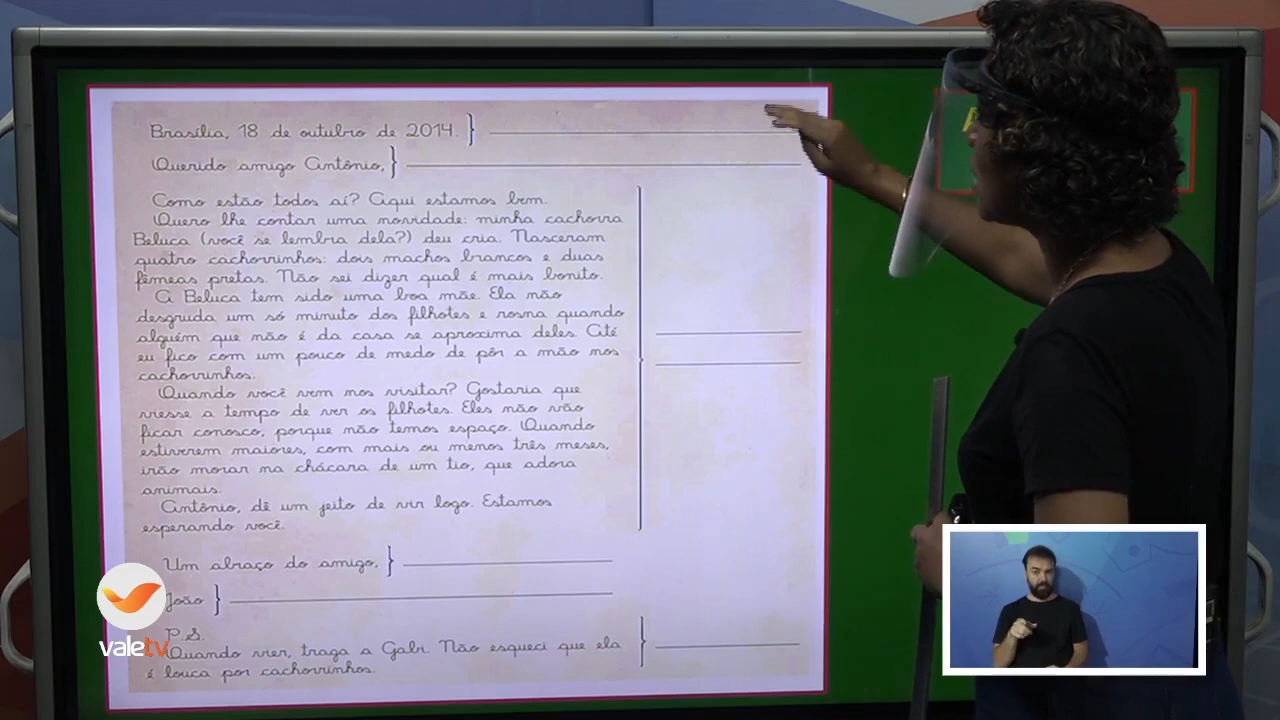 Brasília, 18 de outubro de 2014.
Querido amigo Antônio,
Como estão todos aí? Aqui estamos bem.
Quero lhe contar uma novidade: minha cachorra
Beluca (você se lembra dela?) deu cria. Nasceram
quatro cachorrinhos: dois machos brancos e duas
fêmeas pretas. Não sei dizer qual é mais bonito.
A Beluca tem sido uma boa mãe. Ela não
desgruda um só minuto dos filhotes e rosna quando
alguém que não é da casa se aproxima deles. Até
eu fico com um pouco de medo de pôr a mão nos
cachorrinhos.
Quando você vem nos visitar? Gostaria que
viesse a tempo de ver os filhotes. Eles não vão
ficar conosco, porque não temos espaço. Quando
estiverem maiores, com mais ou menos três meses,
irão morar na chácara de um tio, que adora
animais.
Antônio, dê um jeito de vir logo. Estamos
esperando você.
Um abraço do amigo,
João
P.S.
Quando vier, traga a Gabi. Não esqueci que ela
é louca por cachorrinhos.
valetv